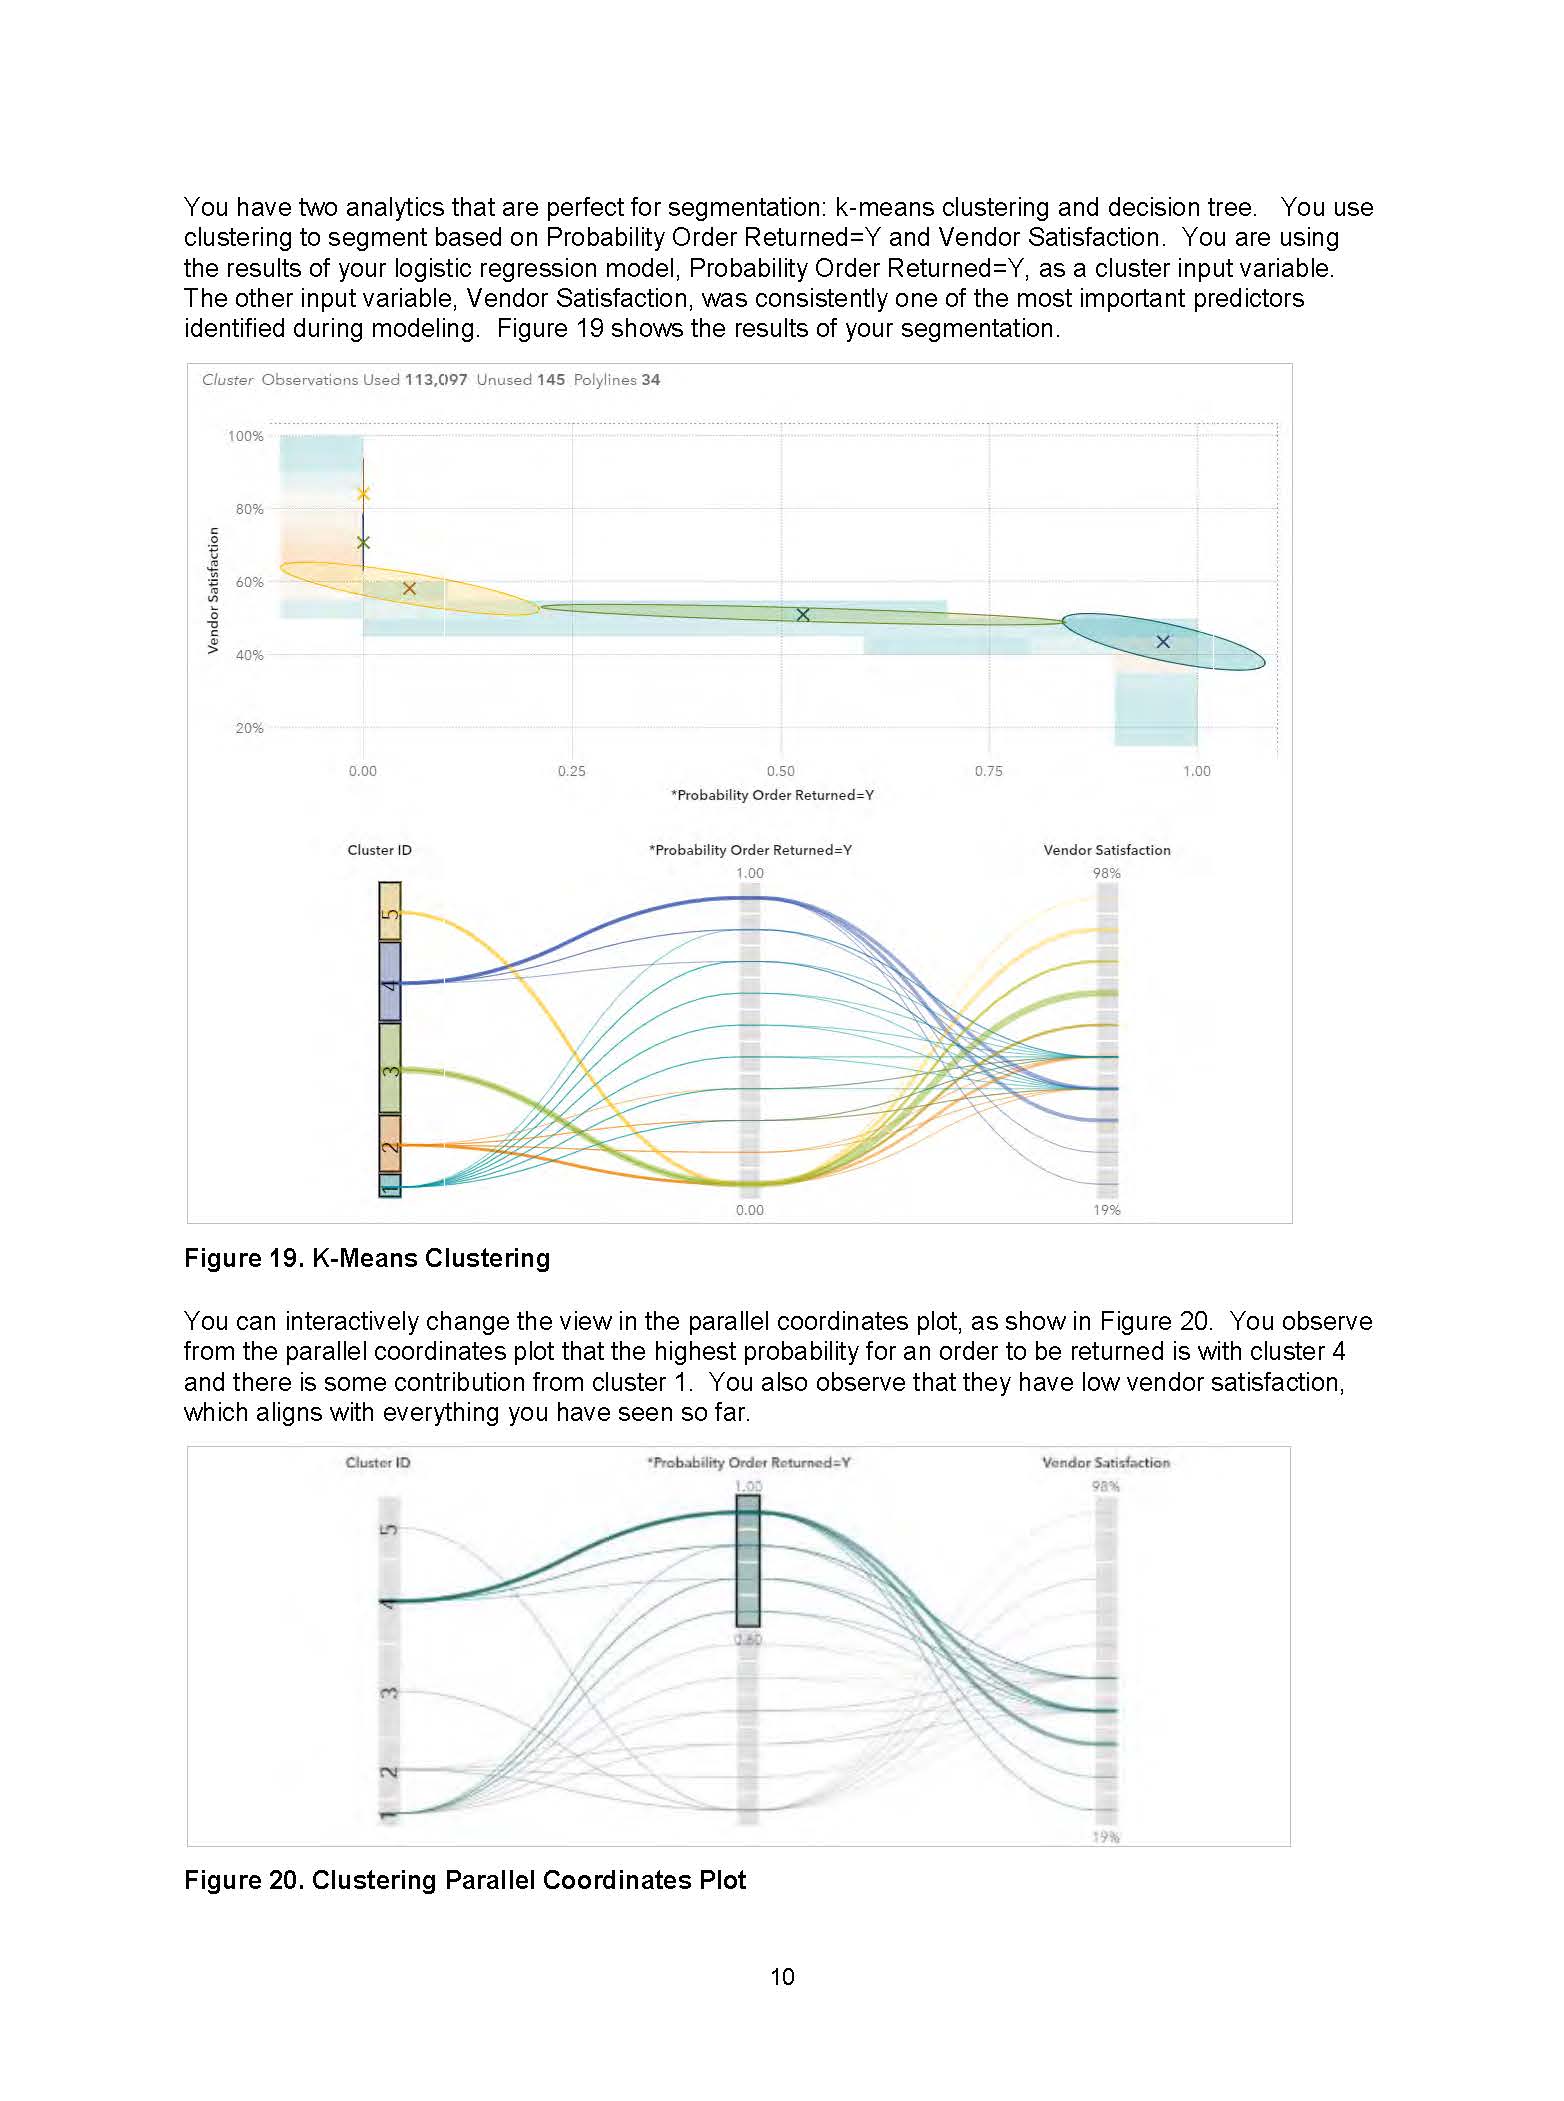 You have two analytics that are perfect for segmentation: k-means clustering and decision tree.   You use
clustering to segment based on Probability Order Returned=Y and Vendor Satisfaction.  You are using
the results of your logistic regression model, Probability Order Returned=Y, as a cluster input variable.
The other input variable, Vendor Satisfaction, was consistently one of the most important predictors
identified during modeling.  Figure 19 shows the results of your segmentation.
Cluster  Observations Used 113,097  Unused 145  Polylines 34
100%
80%
60%
40%
20%
Vendor Satisfaction
0.00 0.25 0.50 0.75 1.00
*Probability Order Returned=Y
Cluster ID *Probability Order Returned=Y Vendor Satisfaction
1.00 98%
5
4
3
2
1
0.00 19%
Figure 19. K-Means Clustering
You can interactively change the view in the parallel coordinates plot, as show in Figure 20.  You observe
from the parallel coordinates plot that the highest probability for an order to be returned is with cluster 4
and there is some contribution from cluster 1.  You also observe that they have low vendor satisfaction,
which aligns with everything you have seen so far.
Cluster ID *Probability Order Returned=Y Vendor Satisfaction
1.00 98%
5
4
0.60
3
2
1
19%
Figure 20. Clustering Parallel Coordinates Plot
10